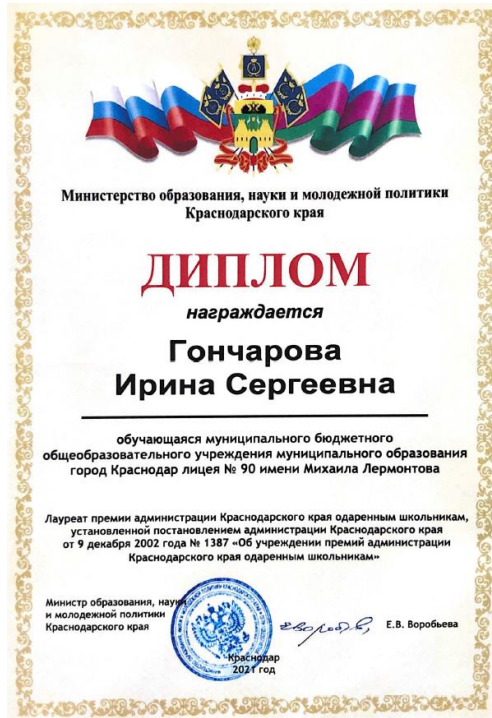 Министерство образования, науки и молодежной политики
Краснодарского края
ДИПЛОМ
награждается
Гончарова
Ирина Сергеевна
обучающаяся муниципального бюджетного
общеобразовательного учреждения муниципального образования
город Краснодар лицея № 90 имени Михаила Лермонтова
Лауреат премии администрации Краснодарского края одаренным школьникам,
установленной постановлением администрации Краснодарского края
от 9 декабря 2002 года № 1387 «Об учреждении премий администрации
Краснодарского края одаренным школьникам»
Министр образования, науки
и молодежной политики
Краснодарского края
Е.В. Воробьева
Краснодар
2021 год